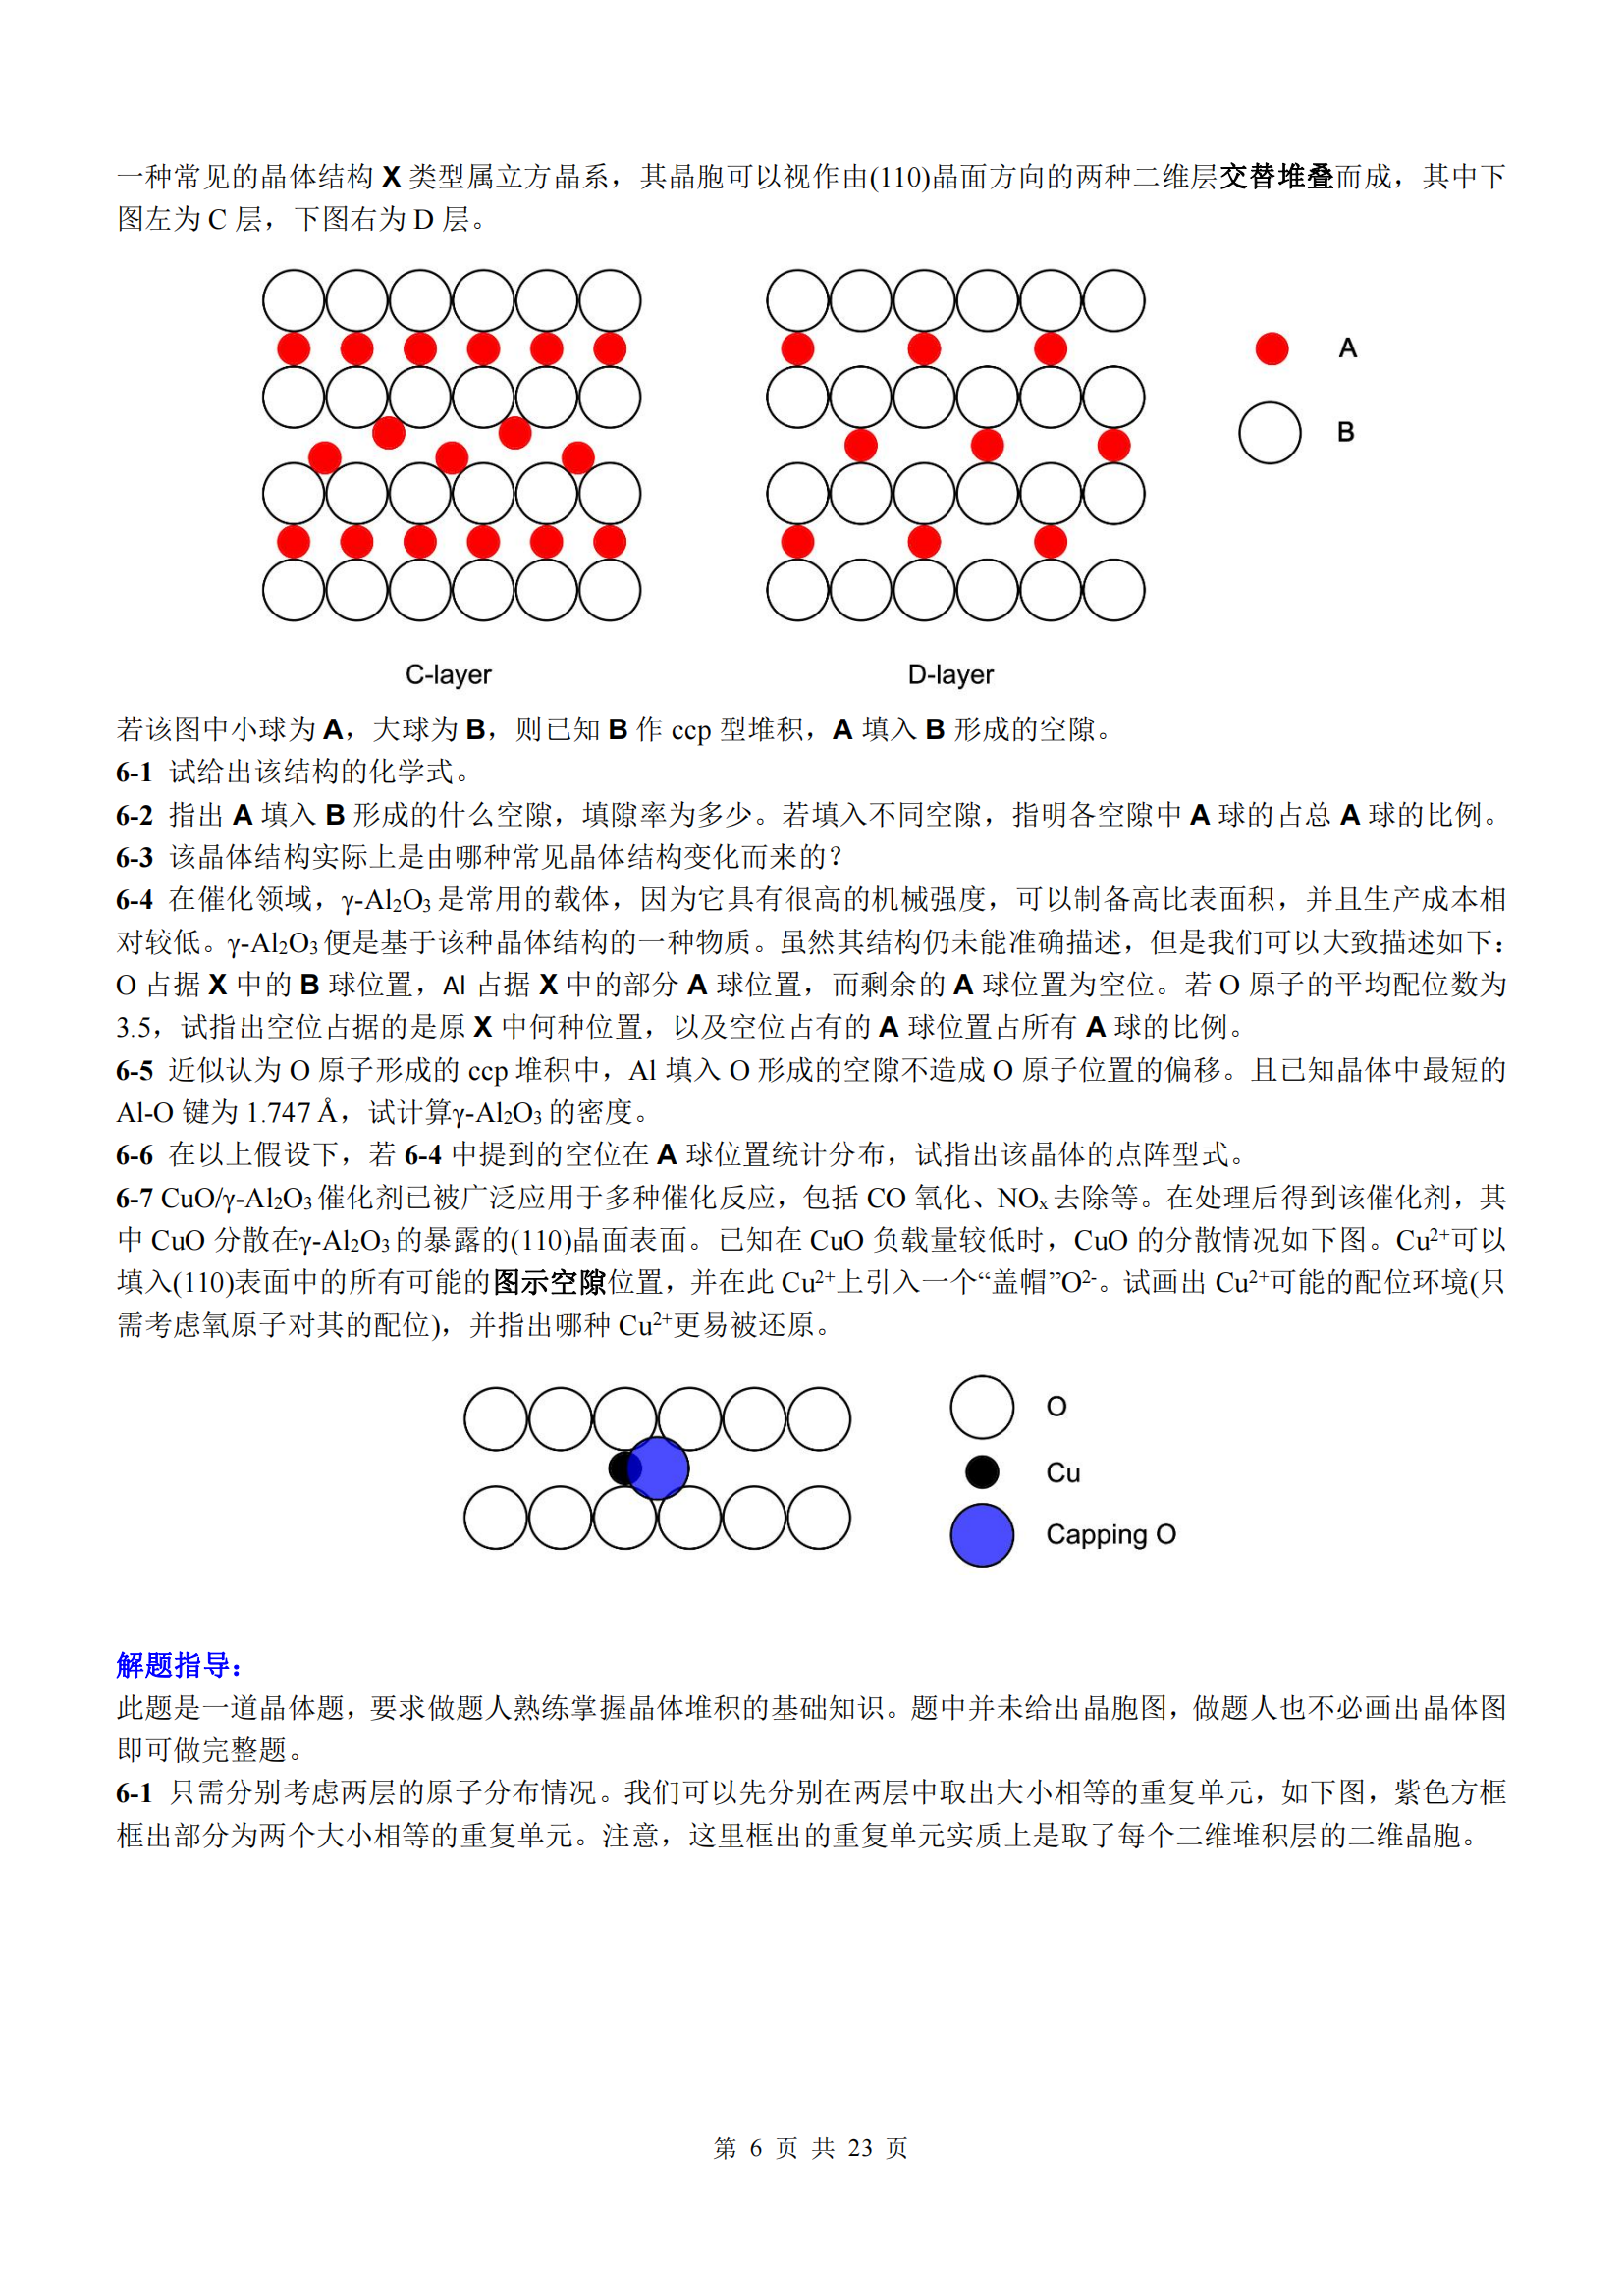 一种常见的晶体结构 X 类型属立方晶系，其晶胞可以视作由(110)晶面方向的两种二维层交替堆叠而成，其中下
图左为 C 层，下图右为 D 层。
A
B
C-layer
D-layer
若该图中小球为 A，大球为 B，则已知 B 作 ccp 型堆积，A 填入 B 形成的空隙。
6-1 试给出该结构的化学式。
6-2 指出 A 填入 B 形成的什么空隙，填隙率为多少。若填入不同空隙，指明各空隙中 A 球的占总 A 球的比例。
6-3 该晶体结构实际上是由哪种常见晶体结构变化而来的？
6-4 在催化领域，γ-Al₂O₃ 是常用的载体，因为它具有很高的机械强度，可以制备高比表面积，并且生产成本相
对较低。γ-Al₂O₃ 便是基于该种晶体结构的一种物质。虽然其结构仍未能准确描述，但是我们可以大致描述如下：
O 占据 X 中的 B 球位置，Al 占据 X 中的部分 A 球位置，而剩余的 A 球位置为空位。若 O 原子的平均配位数为
3.5，试指出空位占据的是原 X 中何种位置，以及空位占有的 A 球位置占所有 A 球的比例。
6-5 近似认为 O 原子形成的 ccp 堆积中，Al 填入 O 形成的空隙不造成 O 原子位置的偏移。且已知晶体中最短的
Al-O 键为 1.747 Å，试计算γ-Al₂O₃ 的密度。
6-6 在以上假设下，若 6-4 中提到的空位在 A 球位置统计分布，试指出该晶体的点阵型式。
6-7 CuO/γ-Al₂O₃ 催化剂已被广泛应用于多种催化反应，包括 CO 氧化、NOₓ 去除等。在处理后得到该催化剂，其
中 CuO 分散在γ-Al₂O₃ 的暴露的(110)晶面表面。已知在 CuO 负载量较低时，CuO 的分散情况如下图。Cu²⁺可以
填入(110)表面中的所有可能的图示空隙位置，并在此 Cu²⁺上引入一个“盖帽”O²⁻。试画出 Cu²⁺可能的配位环境(只
需考虑氧原子对其的配位)，并指出哪种 Cu²⁺更易被还原。
O
Cu
Capping O
解题指导：
此题是一道晶体题，要求做题人熟练掌握晶体堆积的基础知识。题中并未给出晶胞图，做题人也不必画出晶体图
即可做完整题。
6-1 只需分别考虑两层的原子分布情况。我们可以先分别在两层中取出大小相等的重复单元，如下图，紫色方框
框出部分为两个大小相等的重复单元。注意，这里框出的重复单元实质上是取了每个二维堆积层的二维晶胞。
第 6 页 共 23 页